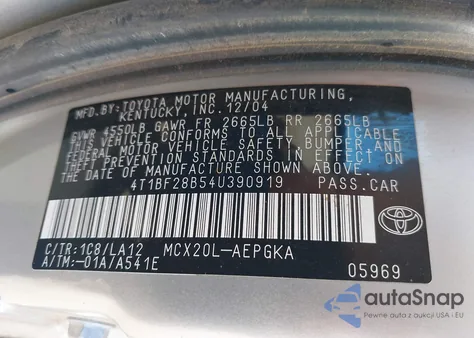 MFD. BY: TOYOTA MOTOR MANUFACTURING,
KENTUCKY, INC. 12/04
GVWR 4550LB GAWR FR 2665LB RR 2665LB
THIS VEHICLE CONFORMS TO ALL APPLICABLE
FEDERAL MOTOR VEHICLE SAFETY, BUMPER AND
THEFT PREVENTION STANDARDS IN EFFECT ON THE
DATE OF MANUFACTURE SHOWN ABOVE.
4T1BF28B54U390919 PASS.CAR
C/TR:1C8/LA12 MCX20L-AEPGKA
A/TM:-01A/A541E
05969
autoSnap
Pewne auta z USA i EU